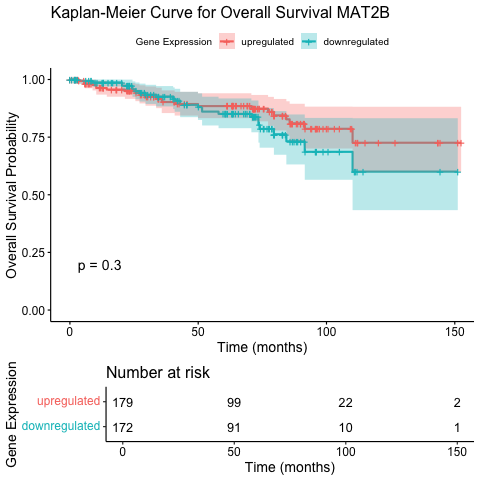 Kaplan-Meier Curve for Overall Survival MAT2B
Gene Expression upregulated downregulated
Overall Survival Probability
1.00
0.75
0.50
0.25
0.00
p = 0.3
0 50 100 150
Time (months)
Number at risk
Gene Expression
upregulated 179 99 22 2
downregulated 172 91 10 1
0 50 100 150
Time (months)